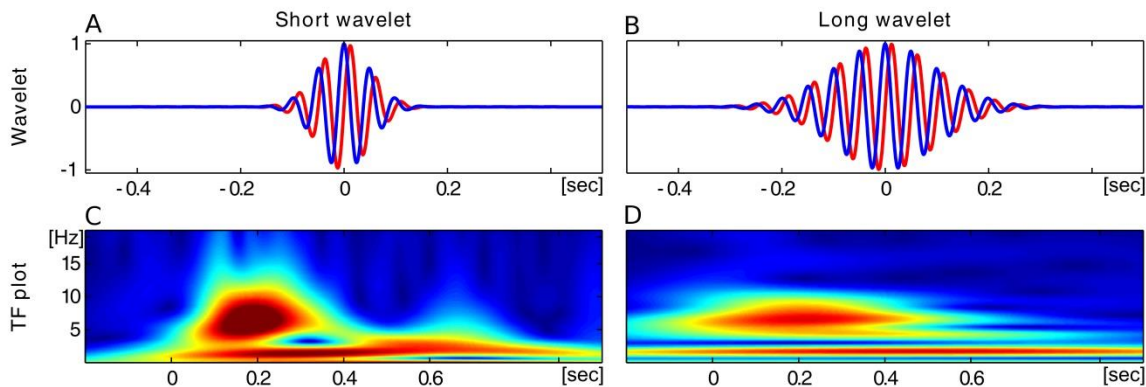 A Short wavelet B Long wavelet
Wavelet
1
0
-1
-0.4 -0.2 0 0.2 [sec]
-0.4 -0.2 0 0.2 [sec]
C D
[Hz]
TF plot
15
10
5
0 0.2 0.4 0.6 [sec]
0 0.2 0.4 0.6 [sec]